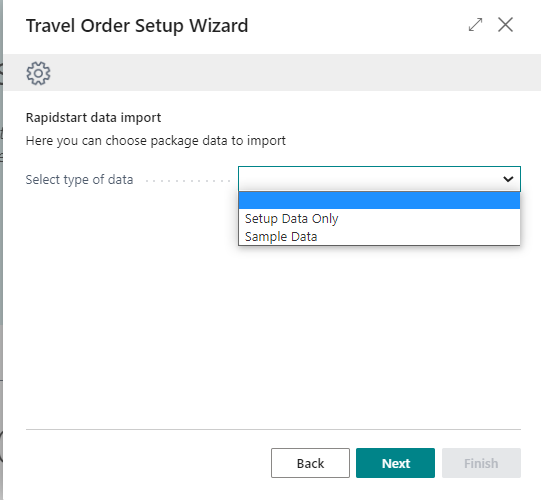 Travel Order Setup Wizard
Rapidstart data import
Here you can choose package data to import
Select type of data
Setup Data Only
Sample Data
Back
Next
Finish